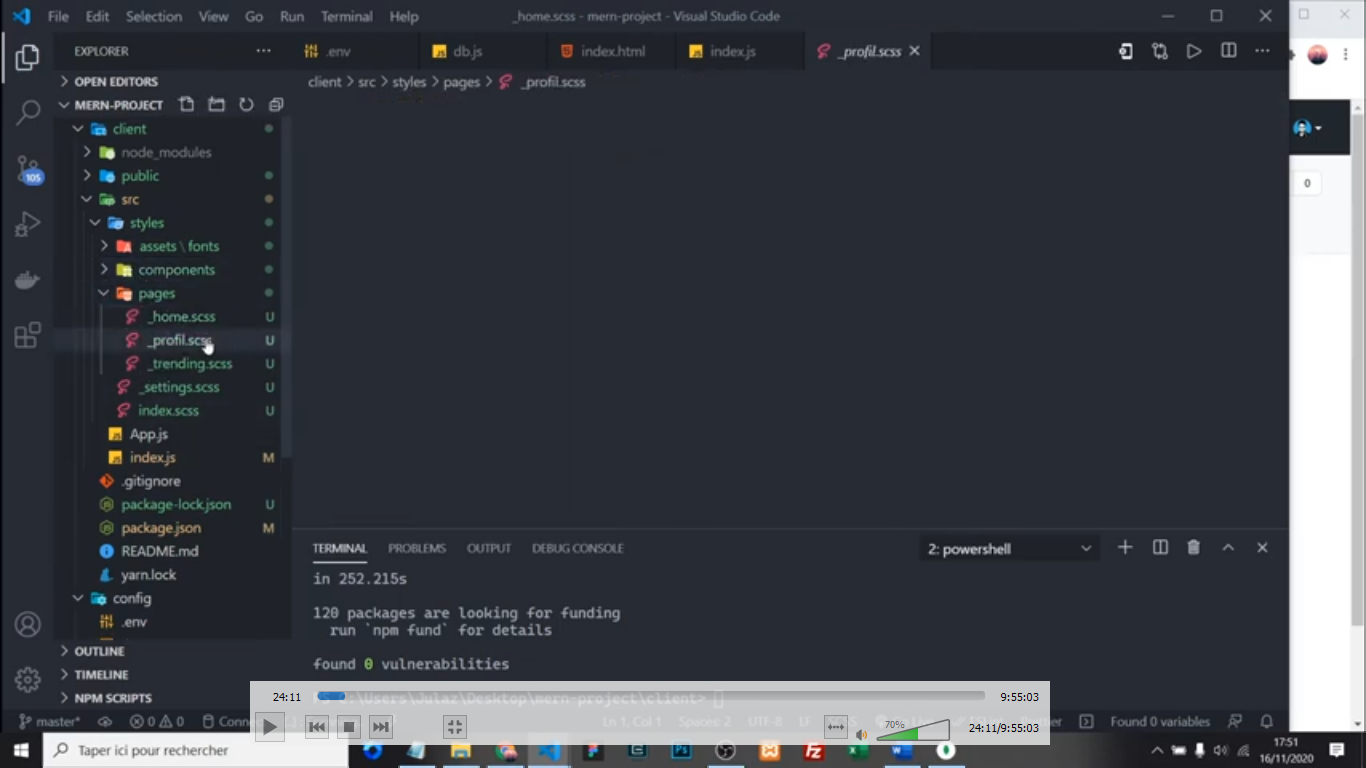 File Edit Selection View Go Run Terminal Help
_home.scss - mern-project - Visual Studio Code
EXPLORER
.env
db.js
index.html
index.js
_profil.scss
OPEN EDITORS
client > src > styles > pages > _profil.scss
MERN-PROJECT
client
node_modules
public
105
src
styles
assets \ fonts
components
pages
_home.scss U
_profil.scss U
_trending.scss U
_settings.scss U
index.scss U
App.js
index.js M
.gitignore
package-lock.json U
package.json M
README.md
yarn.lock
config
.env
OUTLINE
TIMELINE
NPM SCRIPTS
0
TERMINAL PROBLEMS OUTPUT DEBUG CONSOLE
2: powershell
in 252.215s
120 packages are looking for funding
run `npm fund` for details
found 0 vulnerabilities
:\Users\Julaz\Desktop\mern-project\client>
24:11
9:55:03
70%
24:11/9:55:03
master*
0 0
Ln 1, Col 1
Spaces: 2
UTF-8
LF
Found 0 variables
Taper ici pour rechercher
17:51
16/11/2020